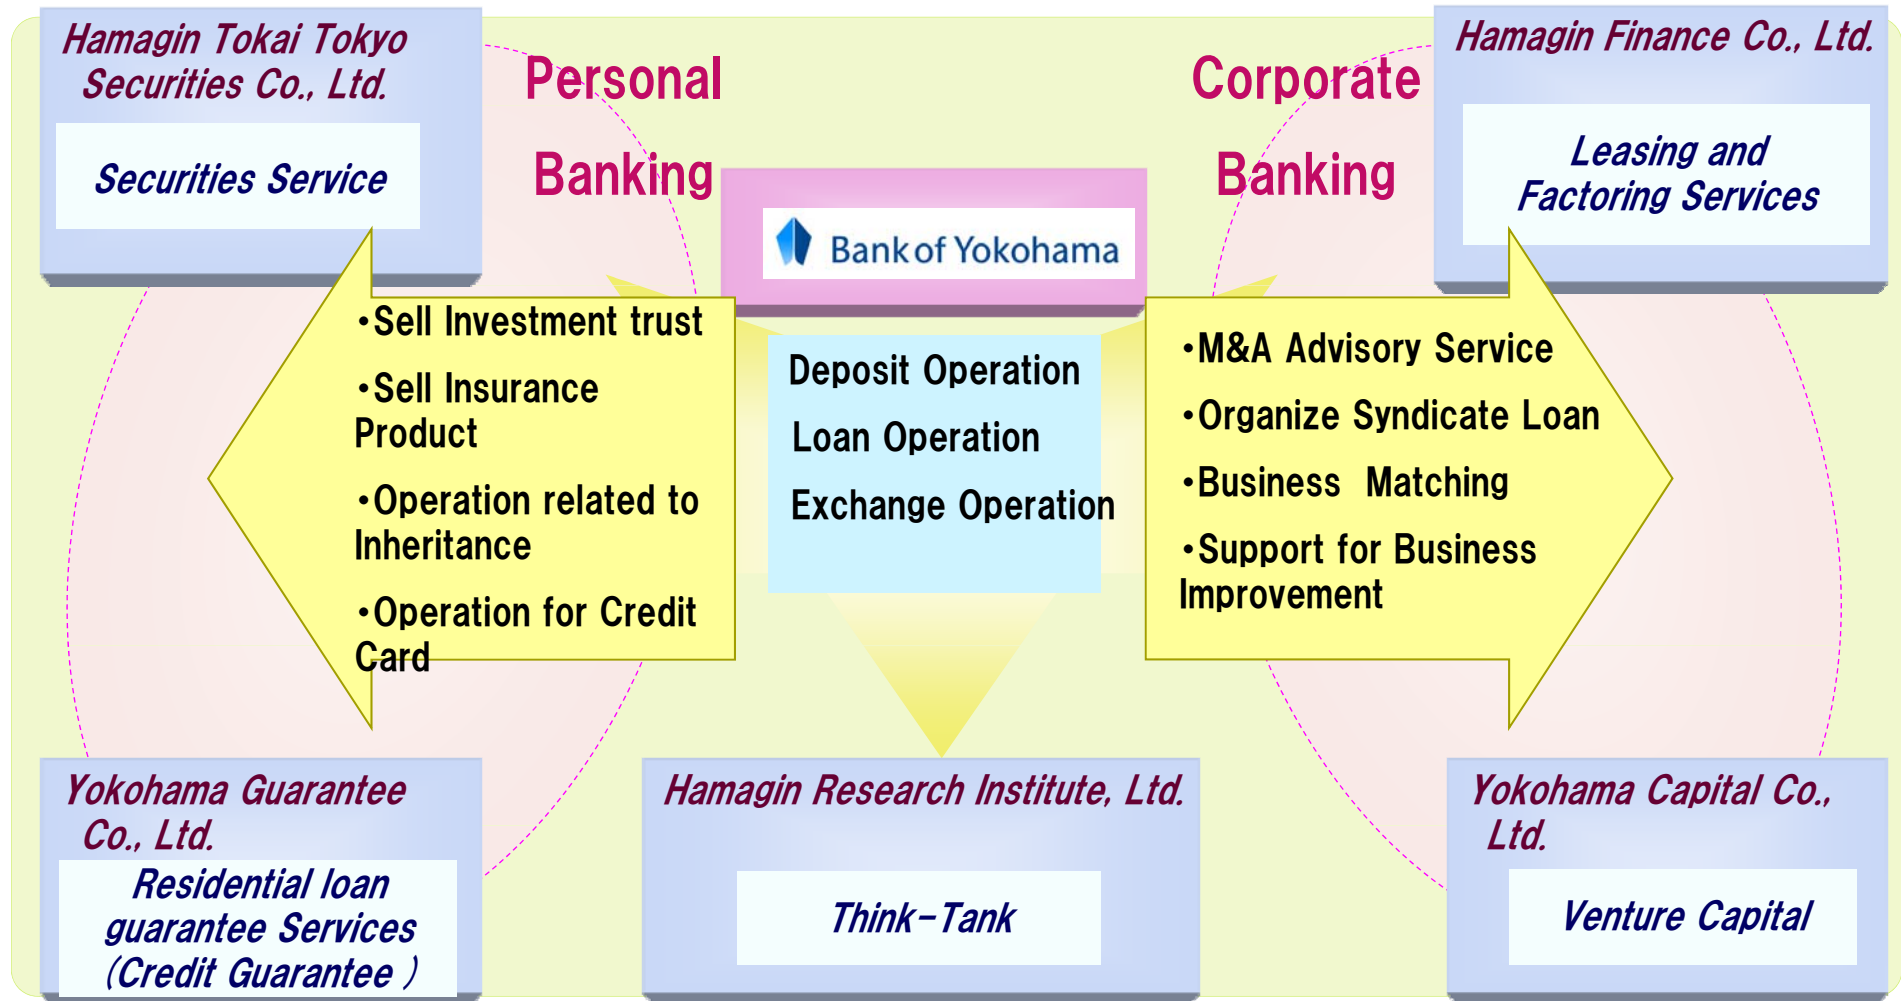 Hamagin Tokai Tokyo
Securities Co., Ltd.
Securities Service
Personal
Banking
Corporate
Banking
Hamagin Finance Co., Ltd.
Leasing and
Factoring Services
Bank of Yokohama
・Sell Investment trust
・Sell Insurance
Product
・Operation related to
Inheritance
・Operation for Credit
Card
Deposit Operation
Loan Operation
Exchange Operation
・M&A Advisory Service
・Organize Syndicate Loan
・Business Matching
・Support for Business
Improvement
Yokohama Guarantee
Co., Ltd.
Residential loan
guarantee Services
(Credit Guarantee )
Hamagin Research Institute, Ltd.
Think-Tank
Yokohama Capital Co.,
Ltd.
Venture Capital